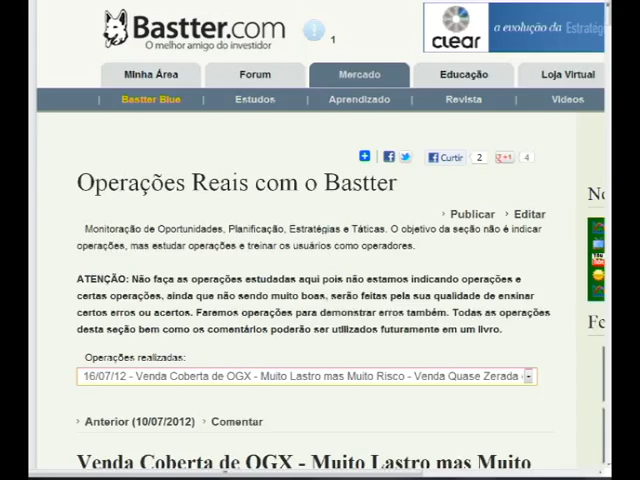 Bastter.com
O melhor amigo do investidor
1
clear
a evolução da Estratég
Minha Área
Forum
Mercado
Educação
Loja Virtual
Bastter Blue
Estudos
Aprendizado
Revista
Videos
Curtir 2 +1 4
Operações Reais com o Bastter
Publicar Editar
Monitoração de Oportunidades, Planificação, Estratégias e Táticas. O objetivo da seção não é indicar
operações, mas estudar operações e treinar os usuários como operadores.
ATENÇÃO: Não faça as operações estudadas aqui pois não estamos indicando operações e
certas operações, ainda que não sendo muito boas, serão feitas pela sua qualidade de ensinar
certos erros ou acertos. Faremos operações para demonstrar erros também. Todas as operações
desta seção bem como os comentários poderão ser utilizados futuramente em um livro.
Operações realizadas:
16/07/12 - Venda Coberta de OGX - Muito Lastro mas Muito Risco - Venda Quase Zerada
Anterior (10/07/2012) Comentar
Venda Coberta de OGX - Muito Lastro mas Muito